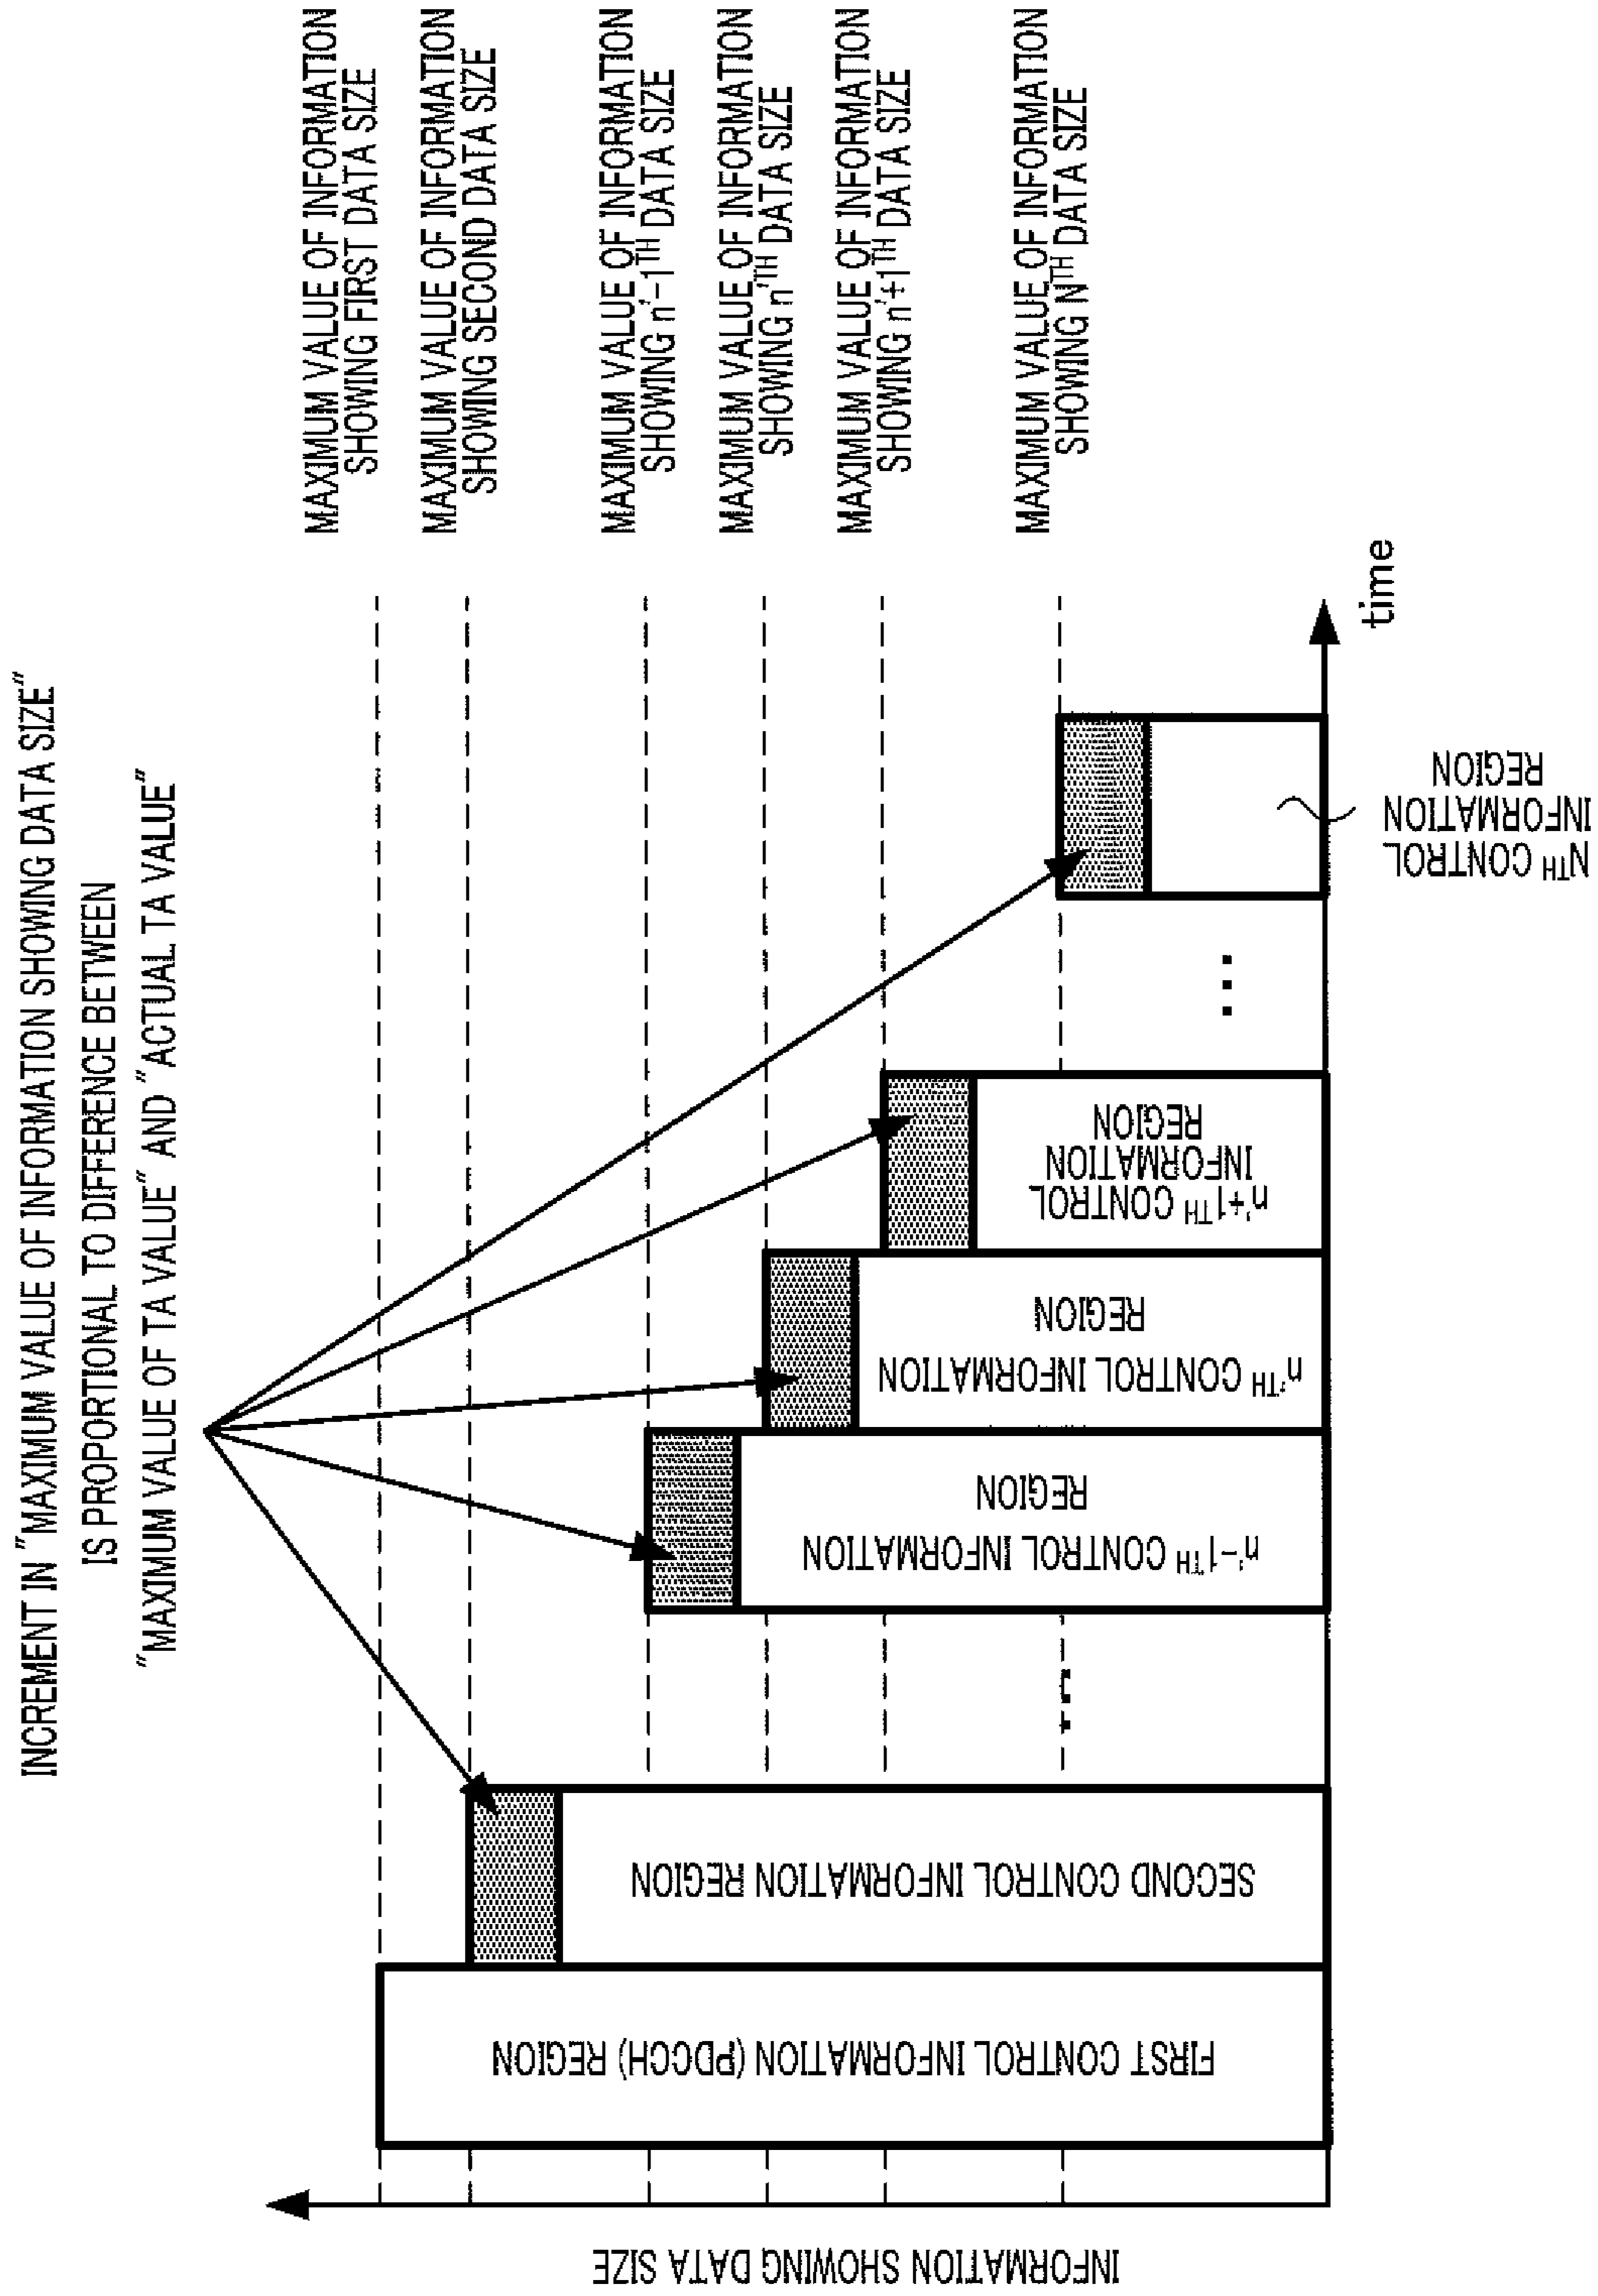 INCREMENT IN "MAXIMUM VALUE OF INFORMATION SHOWING DATA SIZE"
IS PROPORTIONAL TO DIFFERENCE BETWEEN
"MAXIMUM VALUE OF TA VALUE" AND "ACTUAL TA VALUE"
MAXIMUM VALUE OF INFORMATION
SHOWING FIRST DATA SIZE
MAXIMUM VALUE OF INFORMATION
SHOWING SECOND DATA SIZE
MAXIMUM VALUE OF INFORMATION
SHOWING n'-1TH DATA SIZE
MAXIMUM VALUE OF INFORMATION
SHOWING n'TH DATA SIZE
MAXIMUM VALUE OF INFORMATION
SHOWING n'+1TH DATA SIZE
MAXIMUM VALUE OF INFORMATION
SHOWING NTH DATA SIZE
INFORMATION SHOWING DATA SIZE
FIRST CONTROL INFORMATION (PDCCH) REGION
SECOND CONTROL INFORMATION REGION
...
n'-1TH CONTROL INFORMATION
REGION
n'TH CONTROL INFORMATION
REGION
n'+1TH CONTROL
INFORMATION
REGION
...
NTH CONTROL
INFORMATION
REGION
time